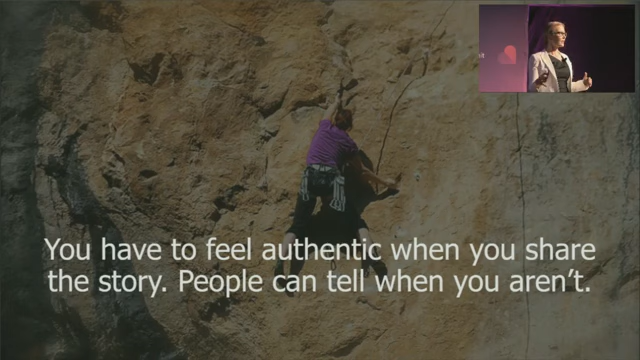 You have to feel authentic when you share
the story. People can tell when you aren't.